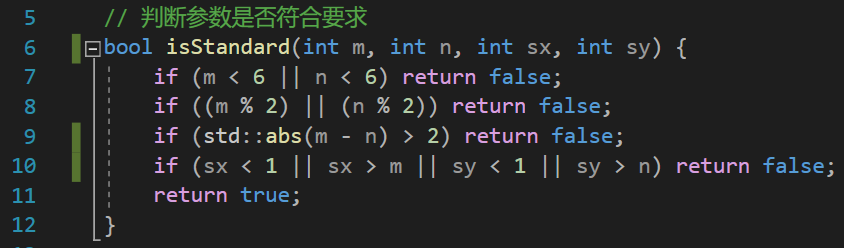 5 // 判断参数是否符合要求
6 bool isStandard(int m, int n, int sx, int sy) {
7 if (m < 6 || n < 6) return false;
8 if ((m % 2) || (n % 2)) return false;
9 if (std::abs(m - n) > 2) return false;
10 if (sx < 1 || sx > m || sy < 1 || sy > n) return false;
11 return true;
12 }